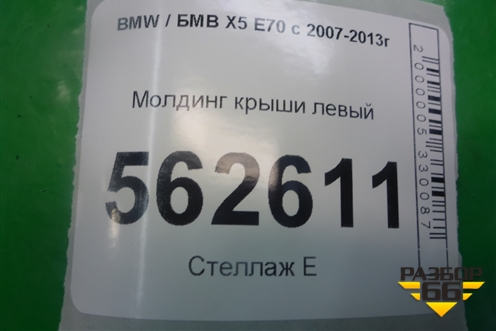 BMW / БМВ X5 E70 с 2007-2013г
Молдинг крыши левый
562611
Стеллаж Е
2000005330087
РАЗБОР
66